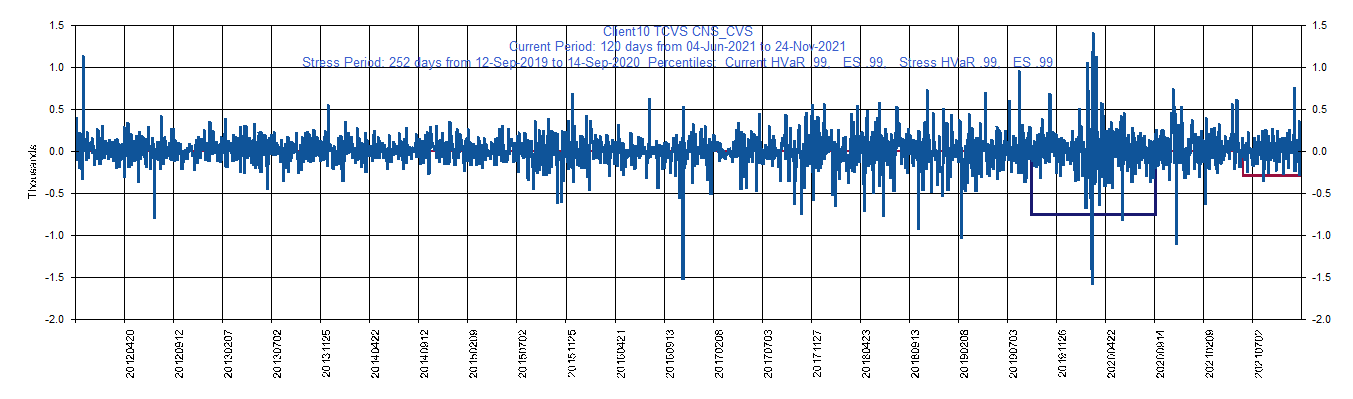 Client10 TCVS CNS_CVS
Current Period: 120 days from 04-Jun-2021 to 24-Nov-2021
Stress Period: 252 days from 12-Sep-2019 to 14-Sep-2020 Percentiles: Current HVaR .99, ES .99, Stress HVaR .99, ES .99
1.5 1.5
1.0 1.0
0.5 0.5
0.0 0.0
-0.5 -0.5
-1.0 -1.0
-1.5 -1.5
-2.0 -2.0
Thousands
20120420 20120912 20130207 20130702 20131125 20140422 20140912 20150209 20150702 20151125 20160421 20160913 20170208 20170703 20171127 20180423 20180913 20190208 20190703 20191126 20200422 20200914 20210209 20210702